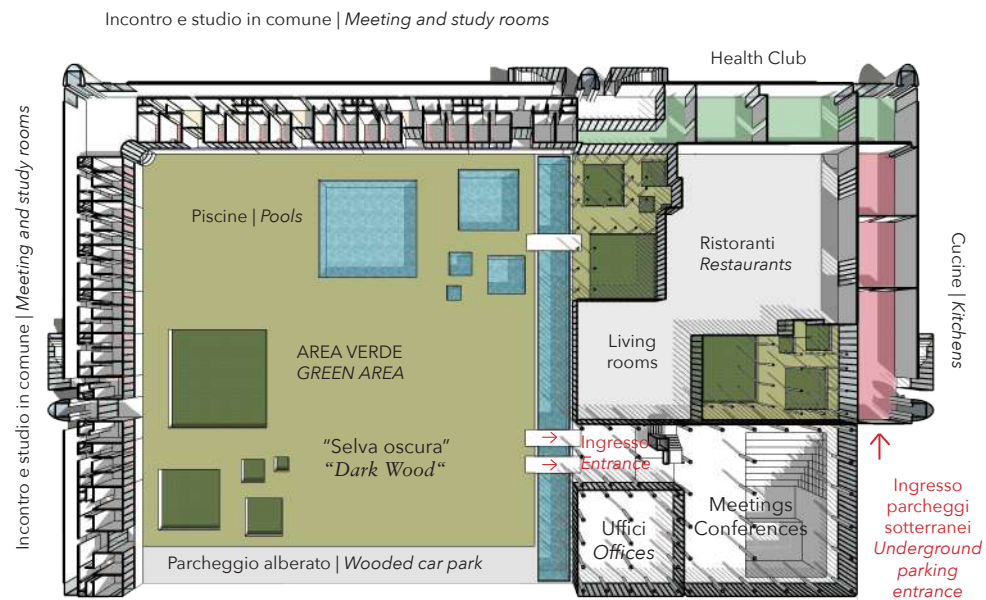 Incontro e studio in comune | Meeting and study rooms
Health Club
Incontro e studio in comune | Meeting and study rooms
Piscine | Pools
Ristoranti
Restaurants
Cucine | Kitchens
AREA VERDE
GREEN AREA
Living
rooms
"Selva oscura"
“Dark Wood“
Ingresso
Entrance
Uffici
Offices
Meetings
Conferences
Ingresso
parcheggi
sotterranei
Underground
parking
entrance
Parcheggio alberato | Wooded car park